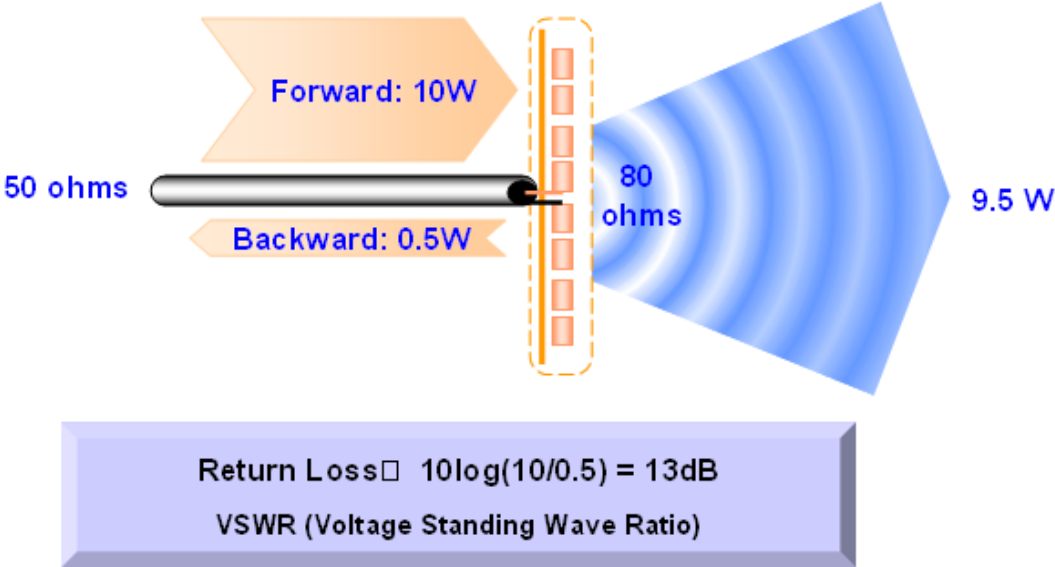 Forward: 10W
50 ohms
Backward: 0.5W
80
ohms
9.5 W
Return Loss□ 10log(10/0.5) = 13dB
VSWR (Voltage Standing Wave Ratio)